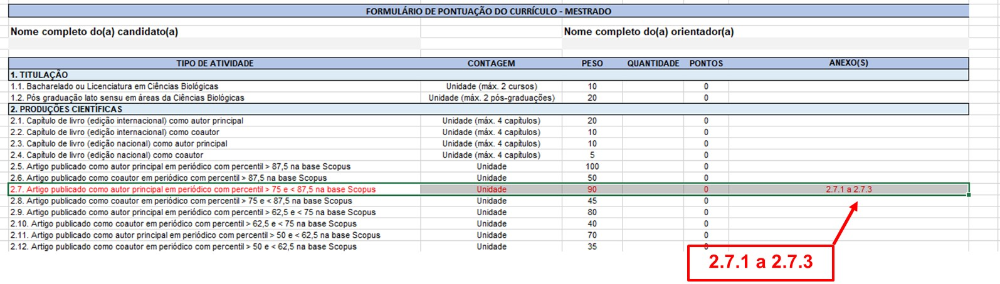 FORMULÁRIO DE PONTUAÇÃO DO CURRÍCULO - MESTRADO
Nome completo do(a) candidato(a) Nome completo do(a) orientador(a)
TIPO DE ATIVIDADE CONTAGEM PESO QUANTIDADE PONTOS ANEXO(S)
1. TITULAÇÃO
1.1. Bacharelado ou Licenciatura em Ciências Biológicas Unidade (máx. 2 cursos) 10 0
1.2. Pós graduação lato sensu em áreas da Ciências Biológicas Unidade (máx. 2 pós-graduações) 20 0
2. PRODUÇÕES CIENTÍFICAS
2.1. Capítulo de livro (edição internacional) como autor principal Unidade (máx. 4 capítulos) 20 0
2.2. Capítulo de livro (edição internacional) como coautor Unidade (máx. 4 capítulos) 10 0
2.3. Capítulo de livro (edição nacional) como autor principal Unidade (máx. 4 capítulos) 10 0
2.4. Capítulo de livro (edição nacional) como coautor Unidade (máx. 4 capítulos) 5 0
2.5. Artigo publicado como autor principal em periódico com percentil > 87,5 na base Scopus Unidade 100 0
2.6. Artigo publicado como coautor em periódico com percentil > 87,5 na base Scopus Unidade 50 0
2.7. Artigo publicado como autor principal em periódico com percentil > 75 e < 87,5 na base Scopus Unidade 90 0 2.7.1 a 2.7.3
2.8. Artigo publicado como coautor em periódico com percentil > 75 e < 87,5 na base Scopus Unidade 45 0
2.9. Artigo publicado como autor principal em periódico com percentil > 62,5 e < 75 na base Scopus Unidade 80 0
2.10. Artigo publicado como coautor em periódico com percentil > 62,5 e < 75 na base Scopus Unidade 40 0
2.11. Artigo publicado como autor principal em periódico com percentil > 50 e < 62,5 na base Scopus Unidade 70 0
2.12. Artigo publicado como coautor em periódico com percentil > 50 e < 62,5 na base Scopus Unidade 35 0
2.7.1 a 2.7.3